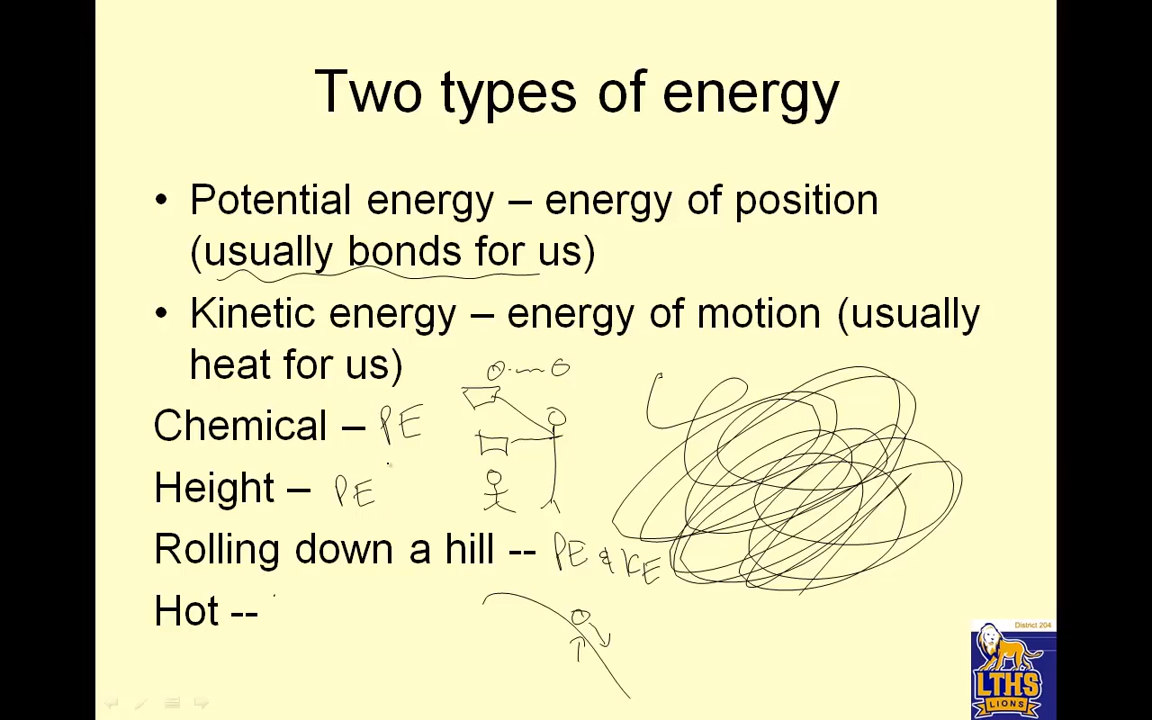 Two types of energy
• Potential energy – energy of position
(usually bonds for us)
• Kinetic energy – energy of motion (usually
heat for us)
Chemical – PE
Height – PE
Rolling down a hill -- PE & KE
Hot --
District 204
LTHS
LIONS